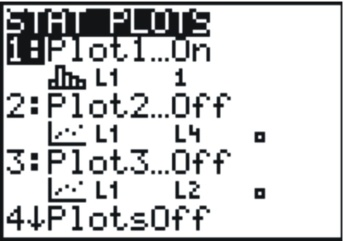 STAT PLOTS
1:Plot1…On
L1 1
2:Plot2…Off
L1 L4
3:Plot3…Off
L1 L2
4↓PlotsOff